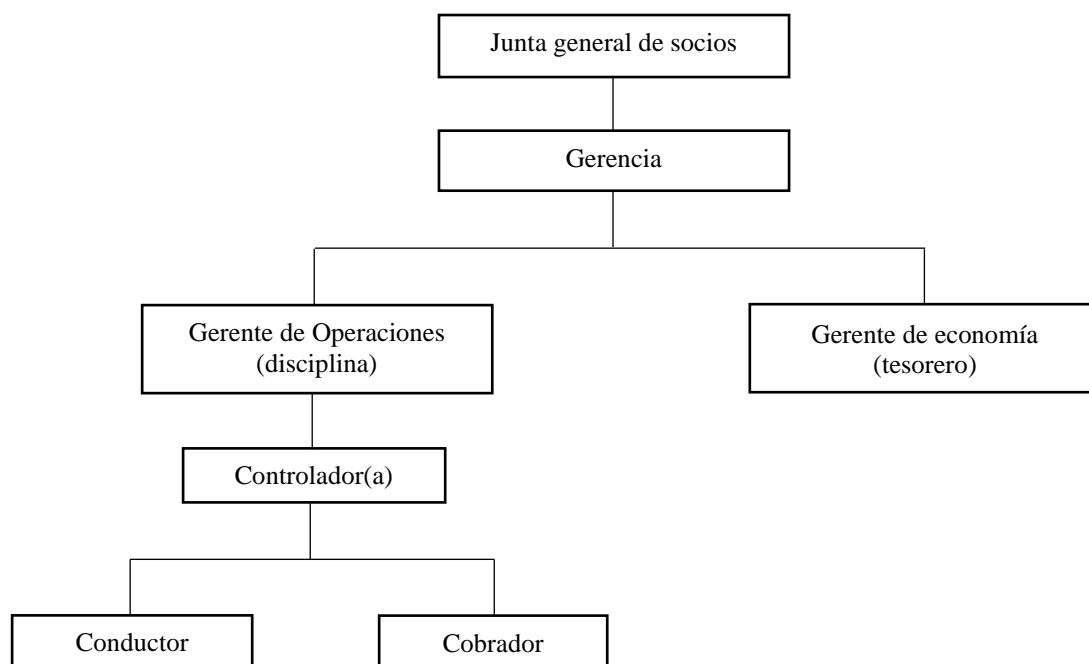 Junta general de socios
Gerencia
Gerente de Operaciones
(disciplina)
Gerente de economía
(tesorero)
Controlador(a)
Conductor
Cobrador